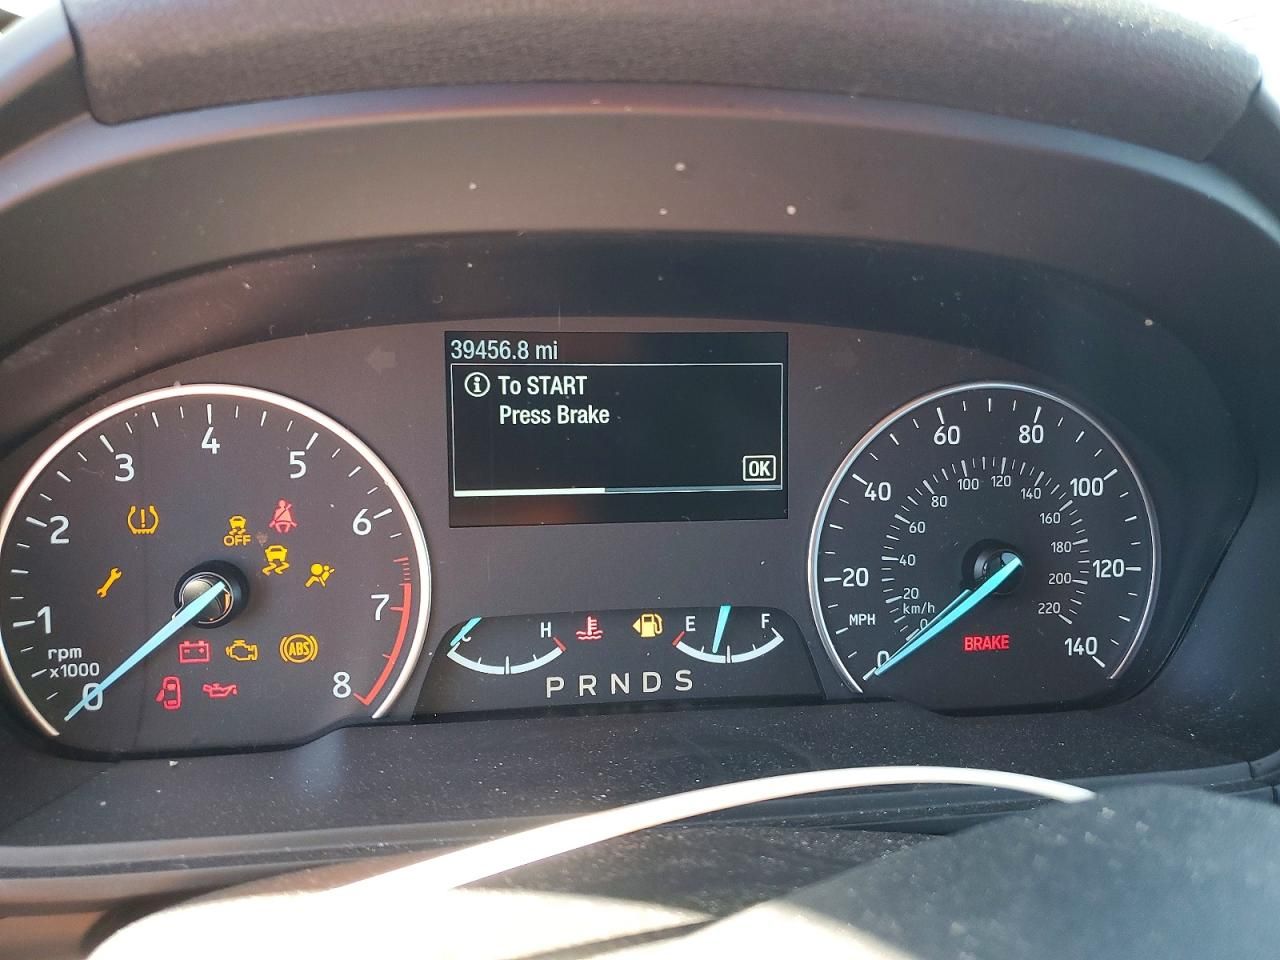 39456.8 mi
i To START
Press Brake
OK
0 1 2 3 4 5 6 7 8
rpm
x1000
OFF
ABS
C H
E F
P R N D S
0 20 40 60 80 100 120 140
MPH
0 20 40 60 80 100 120 140 160 180 200 220
km/h
BRAKE